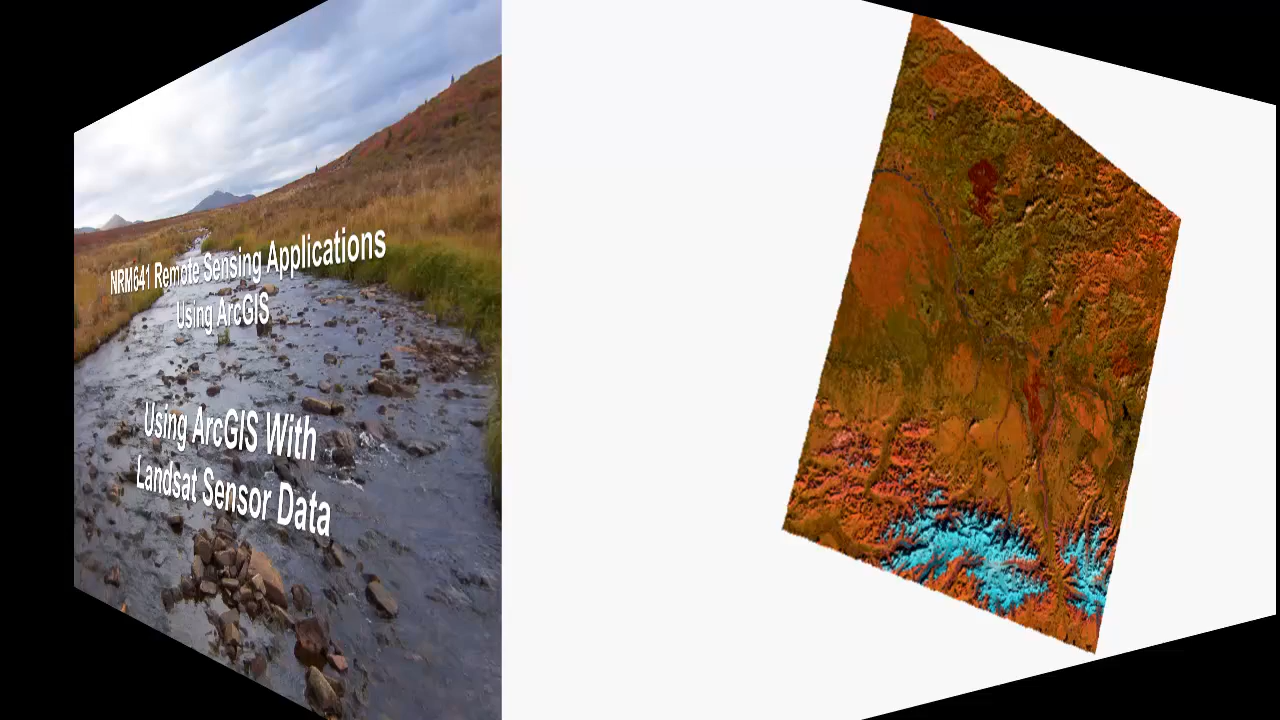 NRM641 Remote Sensing Applications
Using ArcGIS
Using ArcGIS With
Landsat Sensor Data